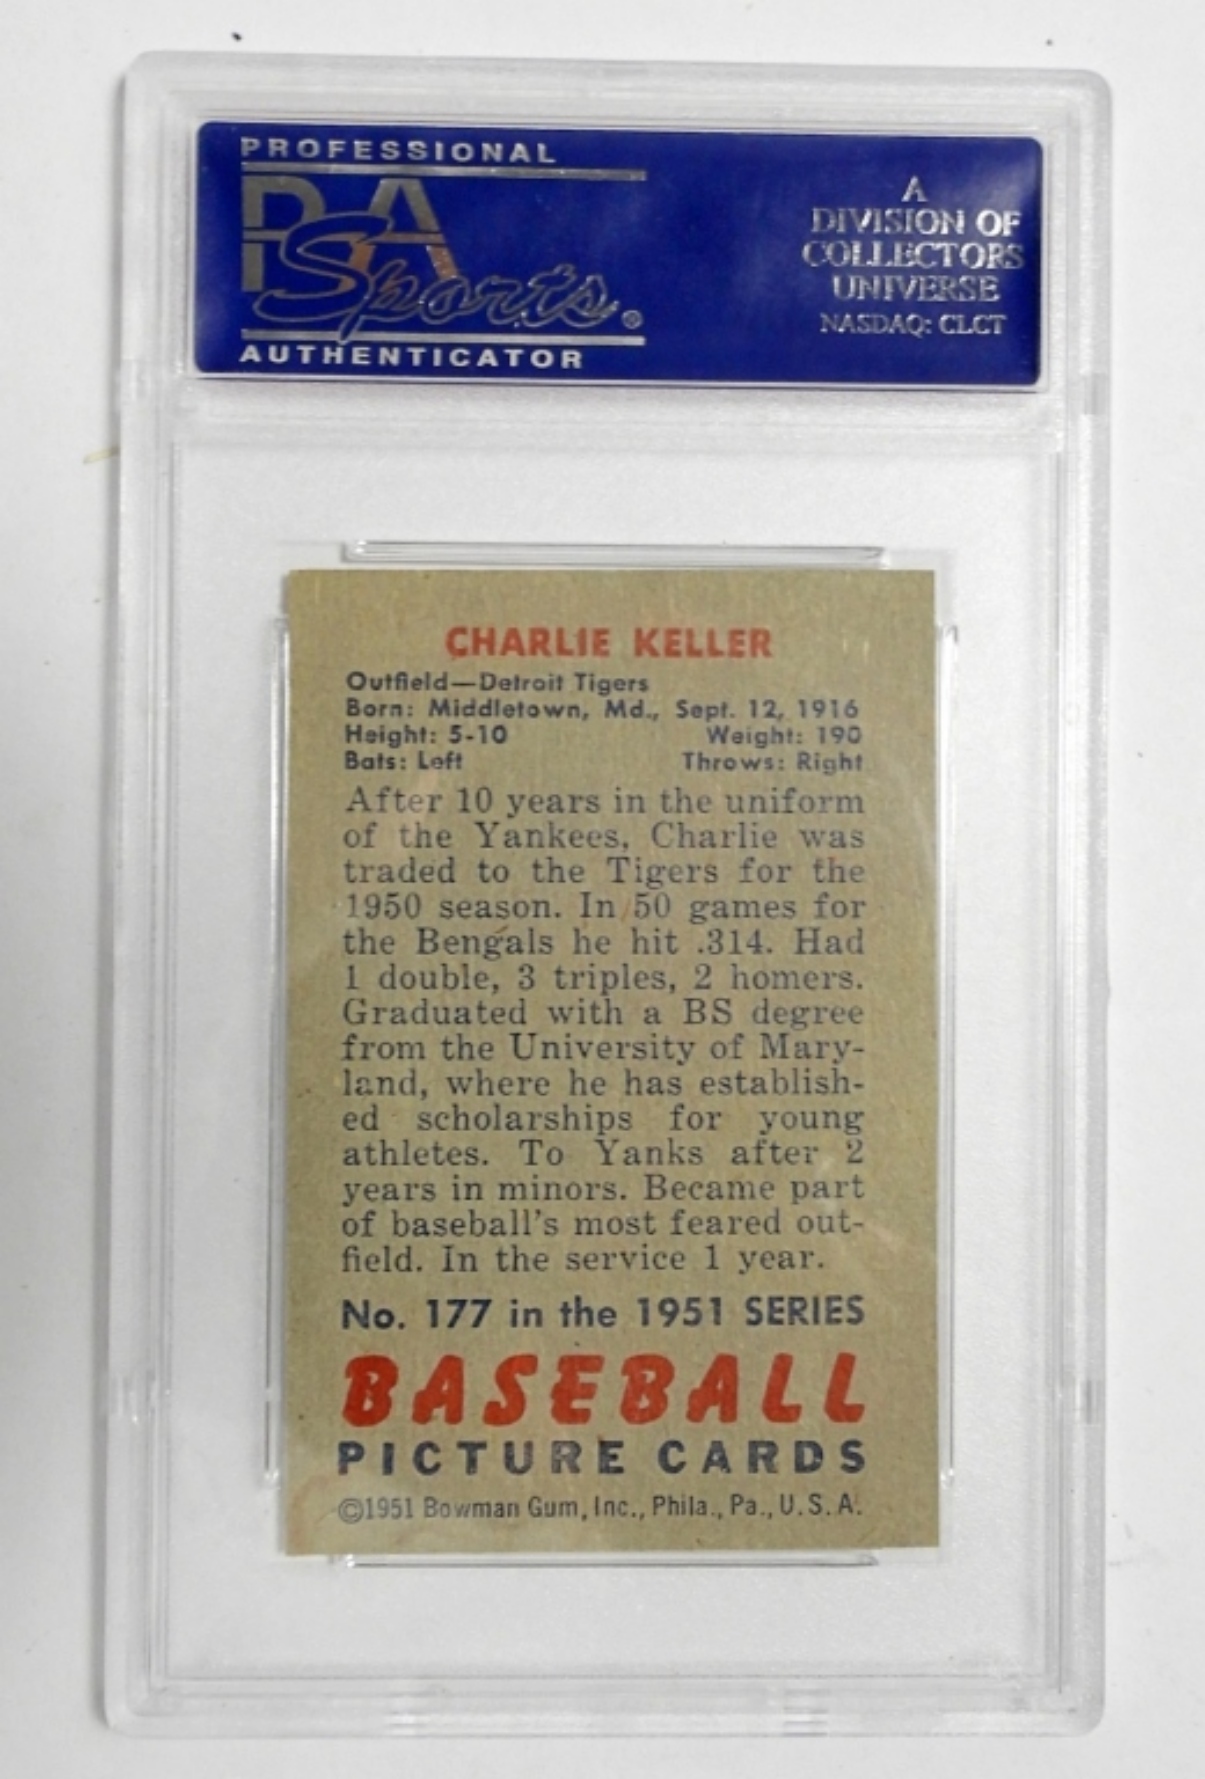 PROFESSIONAL
PSA
Sports®
AUTHENTICATOR
A
DIVISION OF
COLLECTORS
UNIVERSE
NASDAQ: CLCT
CHARLIE KELLER
Outfield—Detroit Tigers
Born: Middletown, Md., Sept. 12, 1916
Height: 5-10 Weight: 190
Bats: Left Throws: Right
After 10 years in the uniform
of the Yankees, Charlie was
traded to the Tigers for the
1950 season. In 50 games for
the Bengals he hit .314. Had
1 double, 3 triples, 2 homers.
Graduated with a BS degree
from the University of Mary-
land, where he has establish-
ed scholarships for young
athletes. To Yanks after 2
years in minors. Became part
of baseball's most feared out-
field. In the service 1 year.
No. 177 in the 1951 SERIES
BASEBALL
PICTURE CARDS
©1951 Bowman Gum, Inc., Phila., Pa., U.S.A.